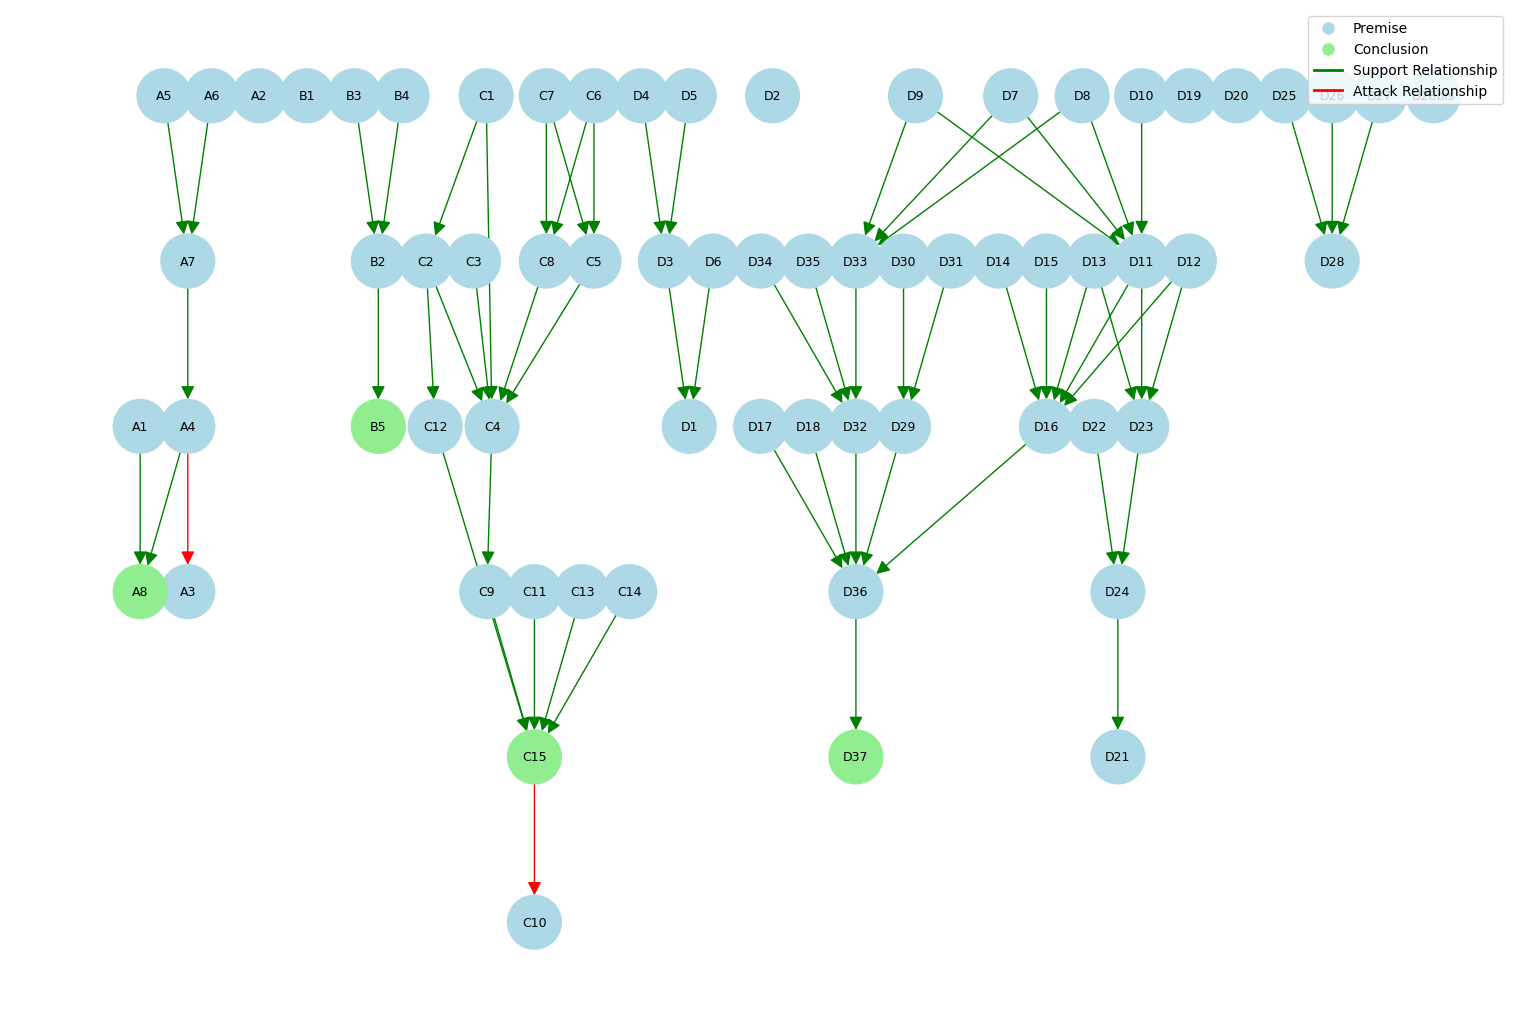 Premise
Conclusion
Support Relationship
Attack Relationship
A5 A6 A2 B1 B3 B4 C1 C7 C6 D4 D5 D2 D9 D7 D8 D10 D19 D20 D25 D26 D27
A7 B2 C2 C3 C8 C5 D3 D6 D34 D35 D33 D30 D31 D14 D15 D13 D11 D12 D28
A1 A4 B5 C12 C4 D1 D17 D18 D32 D29 D16 D22 D23
A8 A3 C9 C11 C13 C14 D36 D24
C15 D37 D21
C10